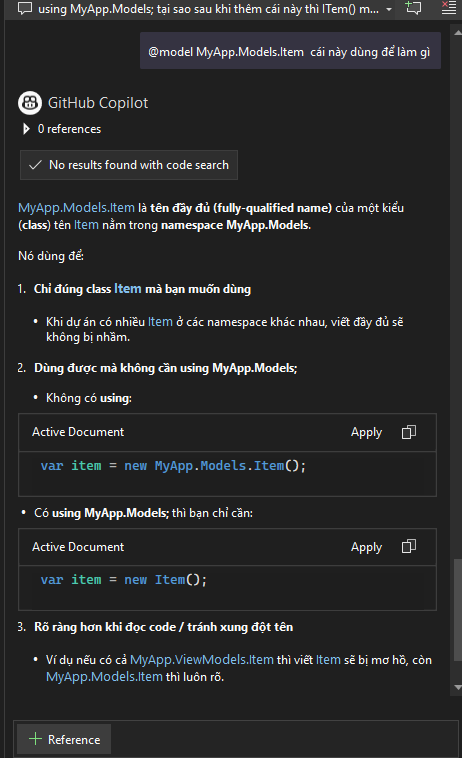 using MyApp.Models; tại sao sau khi thêm cái này thì ITem() m...
@model MyApp.Models.Item cái này dùng để làm gì
GitHub Copilot
0 references
No results found with code search
MyApp.Models.Item là tên đầy đủ (fully-qualified name) của một kiểu
(class) tên Item nằm trong namespace MyApp.Models.
Nó dùng để:
1. Chỉ đúng class Item mà bạn muốn dùng
• Khi dự án có nhiều Item ở các namespace khác nhau, viết đầy đủ sẽ
không bị nhầm.
2. Dùng được mà không cần using MyApp.Models;
• Không có using:
Active Document Apply
var item = new MyApp.Models.Item();
• Có using MyApp.Models; thì bạn chỉ cần:
Active Document Apply
var item = new Item();
3. Rõ ràng hơn khi đọc code / tránh xung đột tên
• Ví dụ nếu có cả MyApp.ViewModels.Item thì viết Item sẽ bị mơ hồ, còn
MyApp.Models.Item thì luôn rõ.
Reference